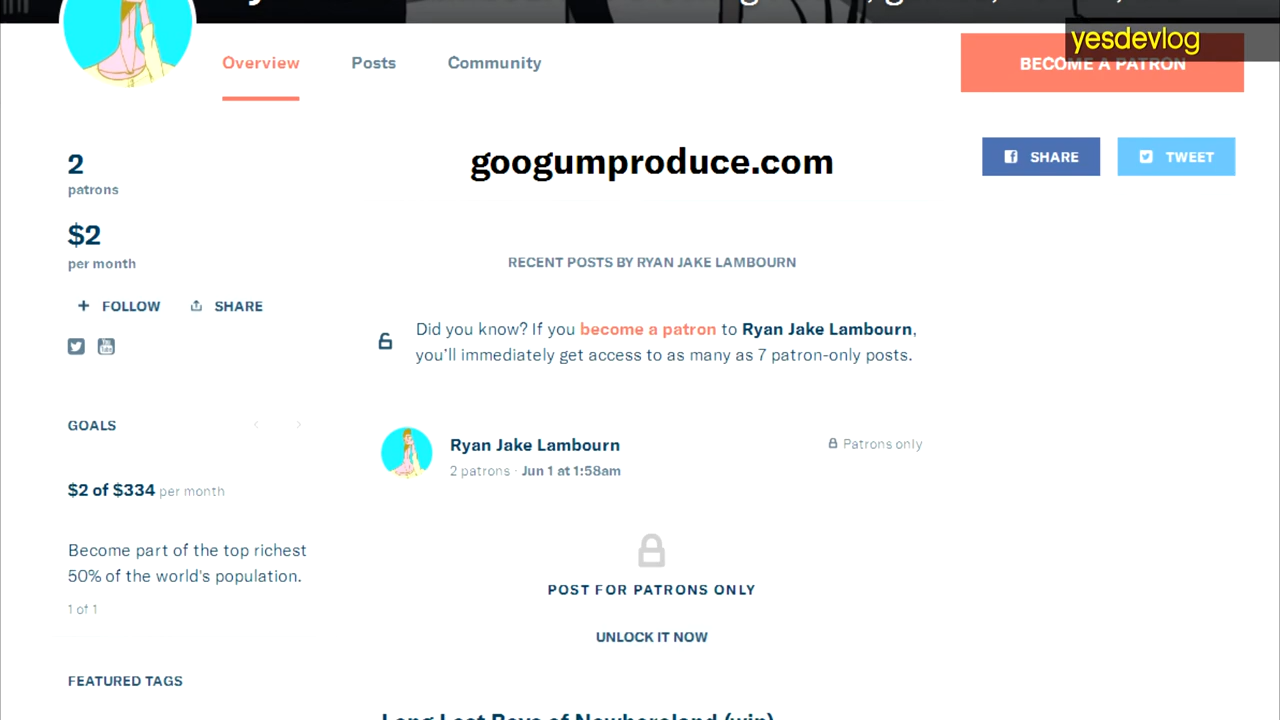 yesdevlog
Overview
Posts
Community
BECOME A PATRON
2
patrons
googumproduce.com
SHARE
TWEET
$2
per month
RECENT POSTS BY RYAN JAKE LAMBOURN
+ FOLLOW
SHARE
Did you know? If you become a patron to Ryan Jake Lambourn,
you'll immediately get access to as many as 7 patron-only posts.
You Tube
GOALS
Ryan Jake Lambourn
Patrons only
2 patrons · Jun 1 at 1:58am
$2 of $334 per month
Become part of the top richest
50% of the world's population.
1 of 1
POST FOR PATRONS ONLY
UNLOCK IT NOW
FEATURED TAGS